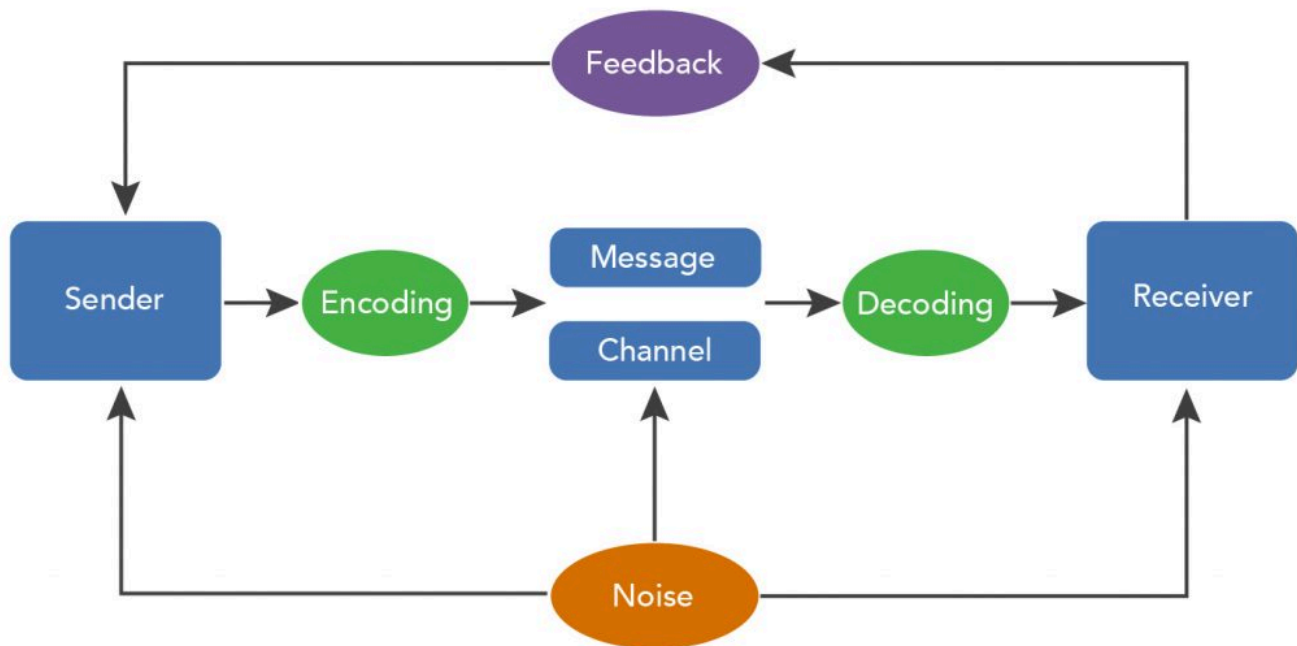 Feedback
Sender
Encoding
Message
Channel
Decoding
Receiver
Noise